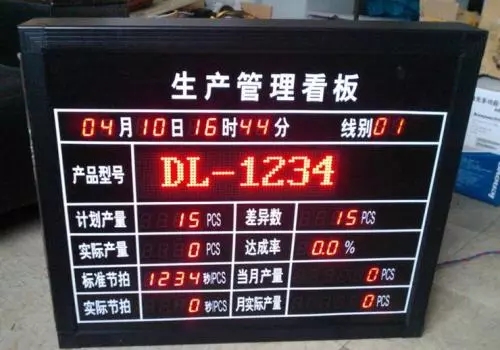 生产管理看板
04月10日16时44分 线别01
产品型号 DL-1234
计划产量 15 PCS 差异数 15 PCS
实际产量 0 PCS 达成率 0.0 %
标准节拍 1234 秒/PCS 当月产量 0 PCS
实际节拍 0 秒/PCS 月实际产量 0 PCS